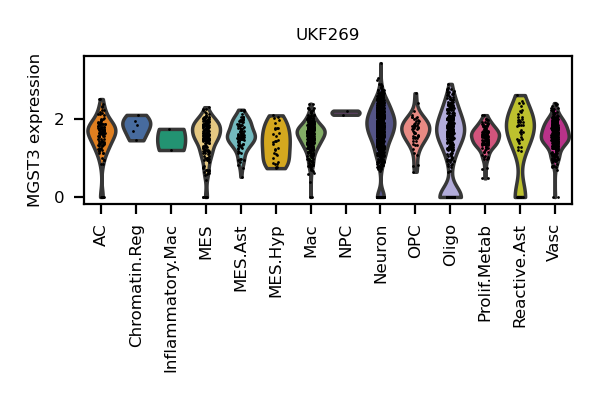 UKF269
MGST3 expression
2
0
AC
Chromatin.Reg
Inflammatory.Mac
MES
MES.Ast
MES.Hyp
Mac
NPC
Neuron
OPC
Oligo
Prolif.Metab
Reactive.Ast
Vasc